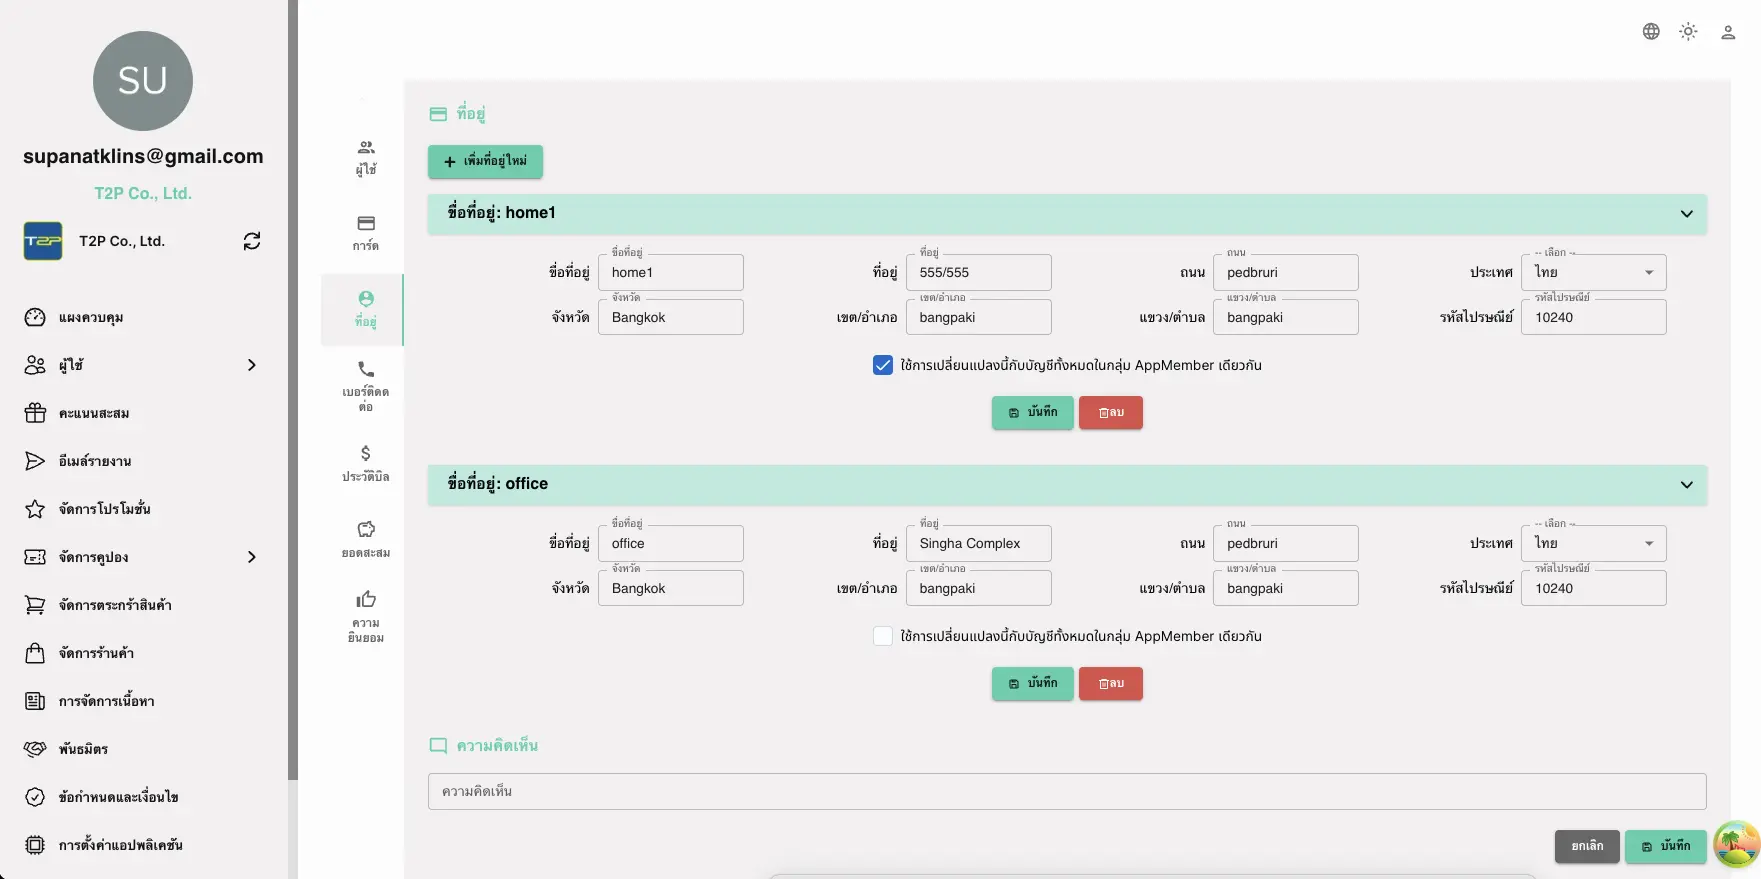 SU
supanatklins@gmail.com
T2P Co., Ltd.
T2P
T2P Co., Ltd.
แผงควบคุม
ผู้ใช้
คะแนนสะสม
อีเมล์รายงาน
จัดการโปรโมชั่น
จัดการคูปอง
จัดการตระกร้าสินค้า
จัดการร้านค้า
การจัดการเนื้อหา
พันธมิตร
ข้อกำหนดและเงื่อนไข
การตั้งค่าแอปพลิเคชัน
ผู้ใช้
การ์ด
ที่อยู่
เบอร์ติดต
ต่อ
ประวัติบิล
ยอดสะสม
ความ
ยินยอม
ที่อยู่
เพิ่มที่อยู่ใหม่
ชื่อที่อยู่: home1
ชื่อที่อยู่ ชื่อที่อยู่ home1 ที่อยู่ ที่อยู่ 555/555 ถนน ถนน pedbruri ประเทศ -- เลือก -- ไทย
จังหวัด จังหวัด Bangkok เขต/อำเภอ เขต/อำเภอ bangpaki แขวง/ตำบล แขวง/ตำบล bangpaki รหัสไปรษณีย์ รหัสไปรษณีย์ 10240
ใช้การเปลี่ยนแปลงนี้กับบัญชีทั้งหมดในกลุ่ม AppMember เดียวกัน
บันทึก ลบ
ชื่อที่อยู่: office
ชื่อที่อยู่ ชื่อที่อยู่ office ที่อยู่ ที่อยู่ Singha Complex ถนน ถนน pedbruri ประเทศ -- เลือก -- ไทย
จังหวัด จังหวัด Bangkok เขต/อำเภอ เขต/อำเภอ bangpaki แขวง/ตำบล แขวง/ตำบล bangpaki รหัสไปรษณีย์ รหัสไปรษณีย์ 10240
ใช้การเปลี่ยนแปลงนี้กับบัญชีทั้งหมดในกลุ่ม AppMember เดียวกัน
บันทึก ลบ
ความคิดเห็น
ความคิดเห็น
ยกเลิก บันทึก